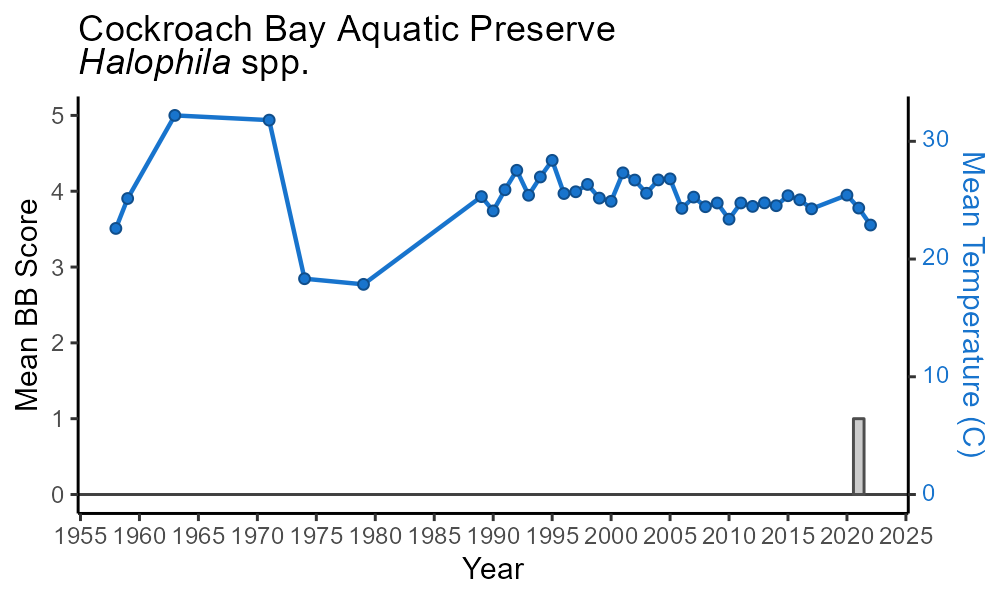 Cockroach Bay Aquatic Preserve
Halophila spp.
Mean BB Score
5
4
3
2
1
0
30
20
10
0
Mean Temperature (C)
1955 1960 1965 1970 1975 1980 1985 1990 1995 2000 2005 2010 2015 2020 2025
Year